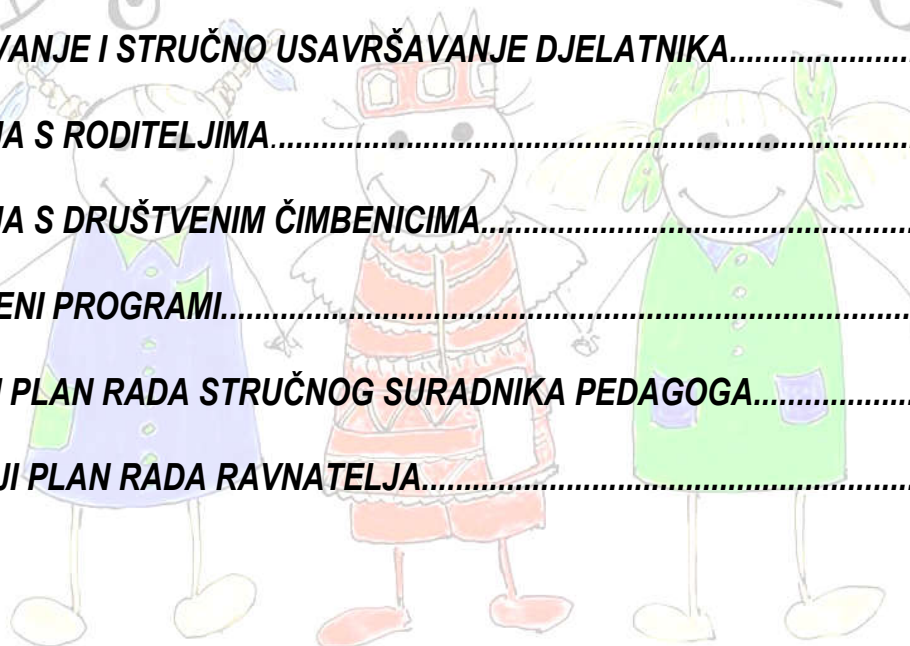 VANJE I STRUČNO USAVRŠAVANJE DJELATNIKA.....................
JA S RODITELJIMA...........................................................................
JA S DRUŠTVENIM ČIMBENICIMA..................................................
ENI PROGRAMI................................................................................
I PLAN RADA STRUČNOG SURADNIKA PEDAGOGA...................
JI PLAN RADA RAVNATELJA.........................................................